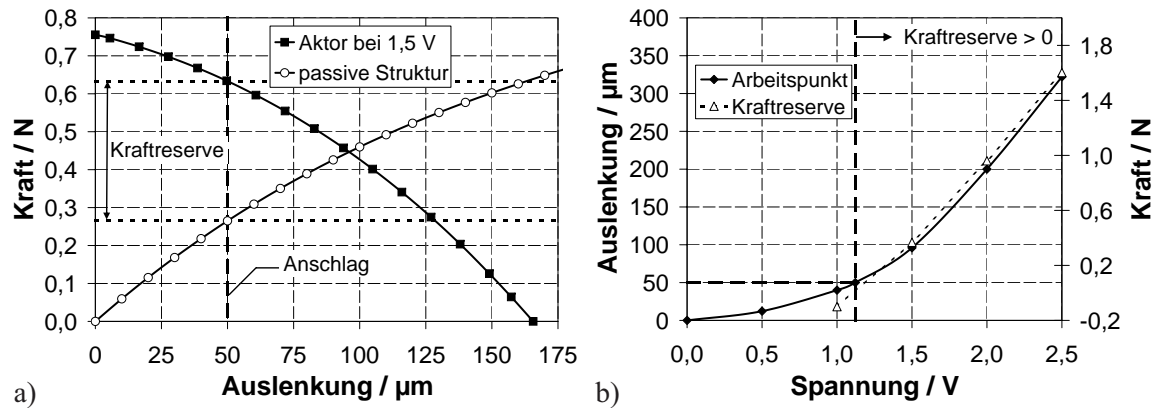 0,8
0,7
0,6
0,5
0,4
0,3
0,2
0,1
0,0
Kraft / N
Aktor bei 1,5 V
passive Struktur
Kraftreserve
Anschlag
0 25 50 75 100 125 150 175
Auslenkung / µm
a)
400
350
300
250
200
150
100
50
0
Auslenkung / µm
Kraftreserve > 0
Arbeitspunkt
Kraftreserve
1,8
1,4
1,0
0,6
0,2
-0,2
Kraft / N
0,0 0,5 1,0 1,5 2,0 2,5
Spannung / V
b)